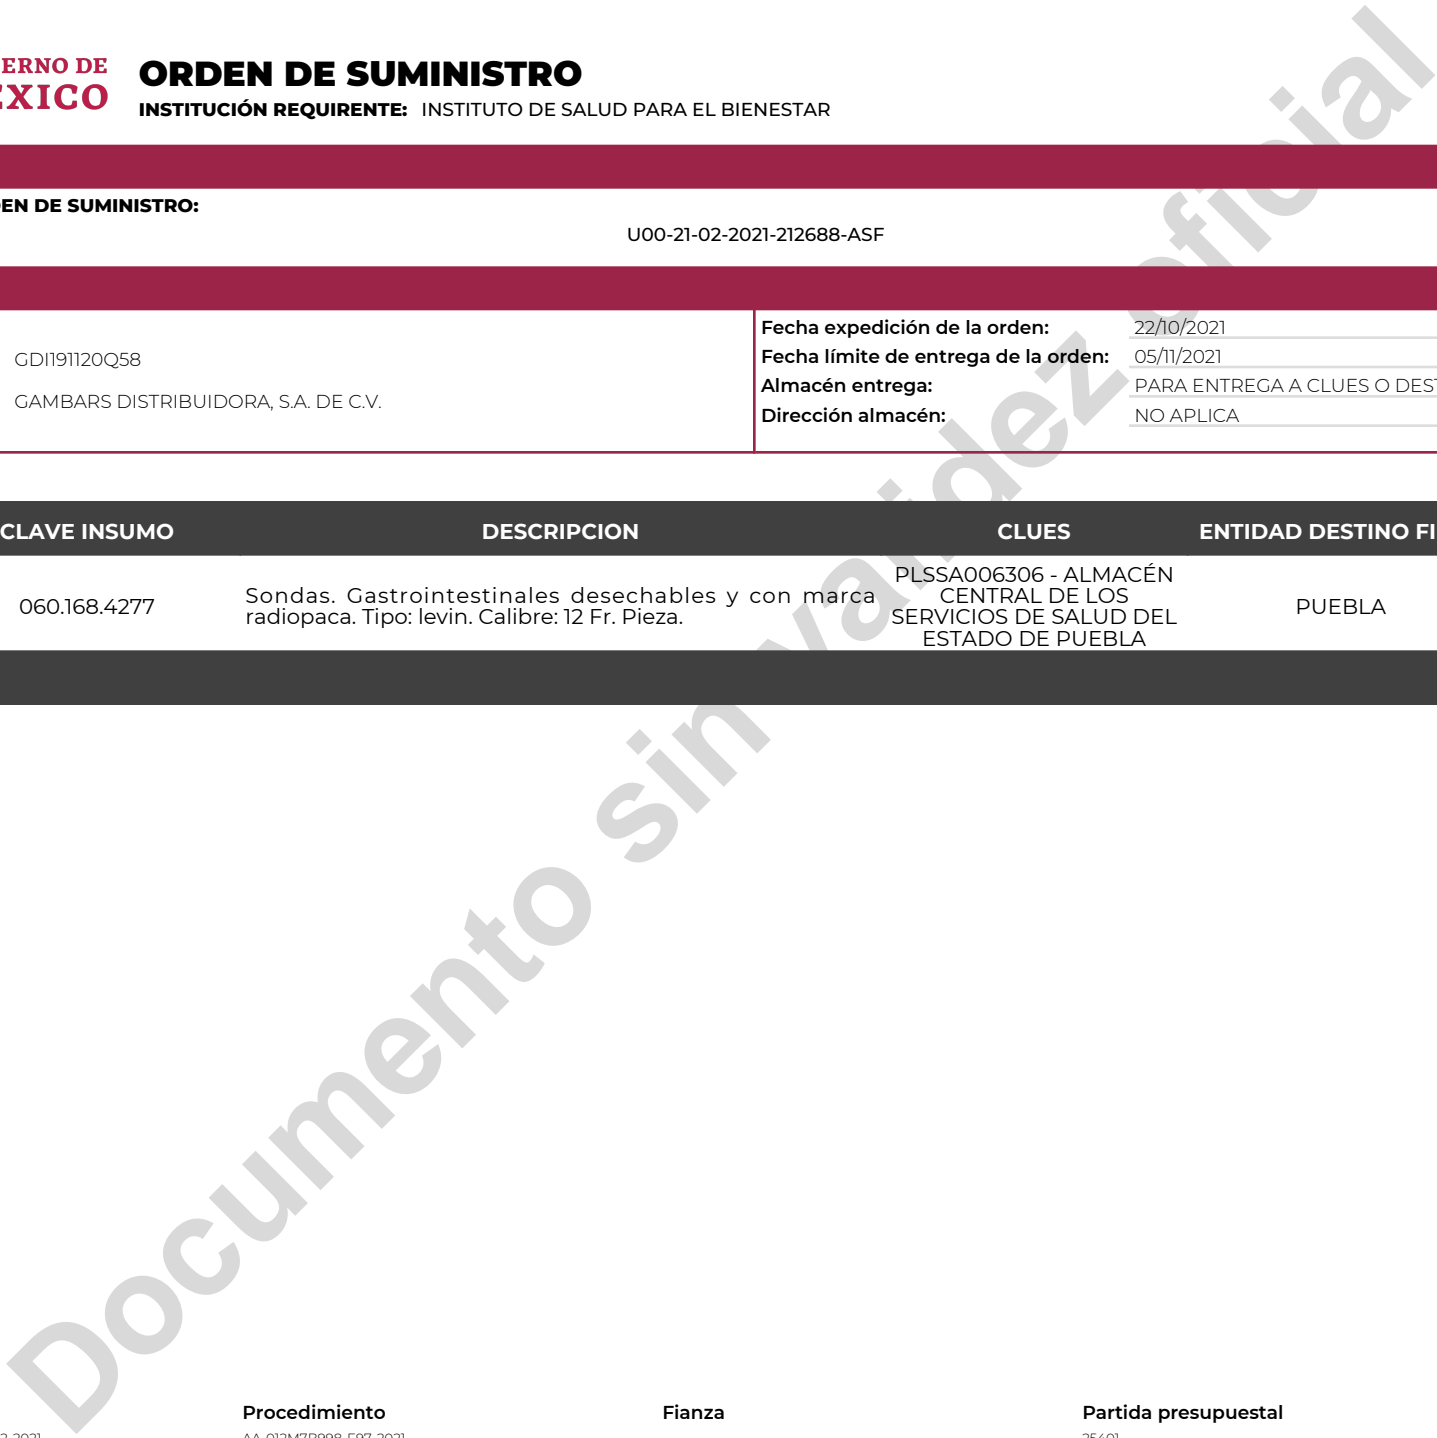 ERNO DE
ÉXICO
ORDEN DE SUMINISTRO
INSTITUCIÓN REQUIRENTE: INSTITUTO DE SALUD PARA EL BIENESTAR
EN DE SUMINISTRO:
U00-21-02-2021-212688-ASF
GDI191120Q58
GAMBARS DISTRIBUIDORA, S.A. DE C.V.
Fecha expedición de la orden: 22/10/2021
Fecha límite de entrega de la orden: 05/11/2021
Almacén entrega: PARA ENTREGA A CLUES O DEST
Dirección almacén: NO APLICA
CLAVE INSUMO DESCRIPCION CLUES ENTIDAD DESTINO FI
060.168.4277
Sondas. Gastrointestinales desechables y con marca
radiopaca. Tipo: levin. Calibre: 12 Fr. Pieza.
PLSSA006306 - ALMACÉN
CENTRAL DE LOS
SERVICIOS DE SALUD DEL
ESTADO DE PUEBLA
PUEBLA
Documento sin validez oficial
Procedimiento Fianza Partida presupuestal